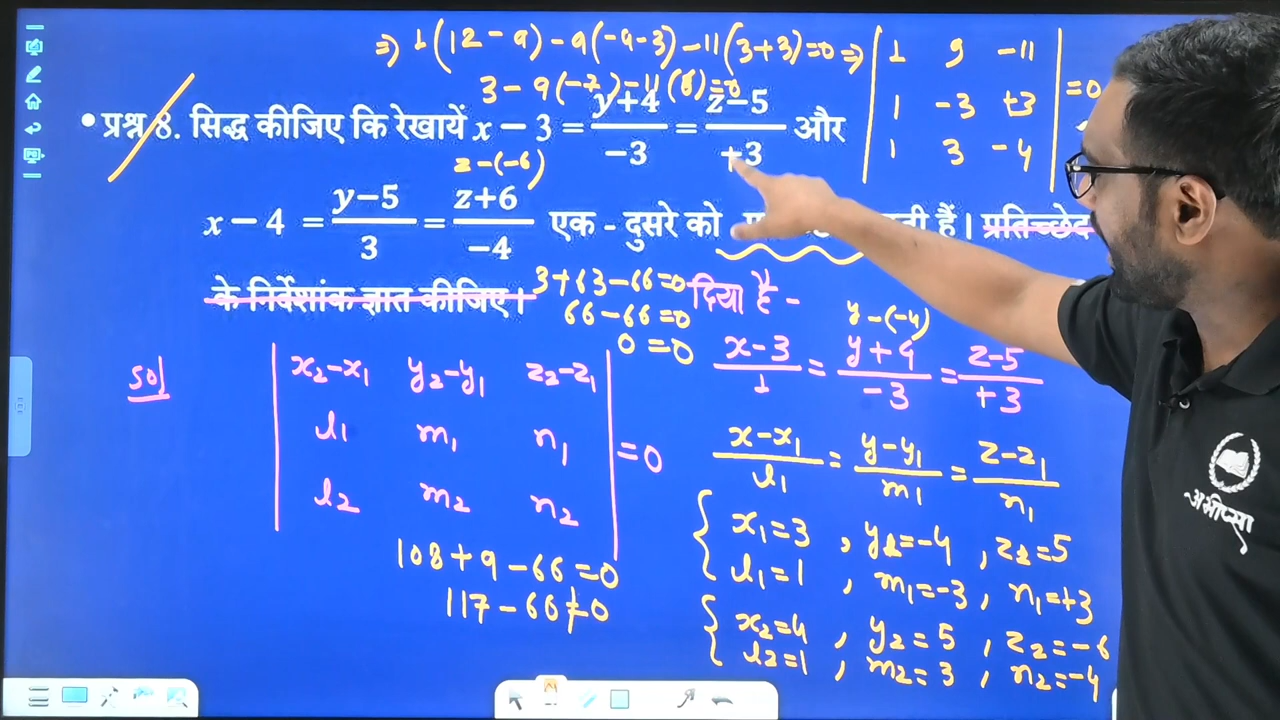 ⇒ 1(12-9)-9(-4-3)-11(3+3)=0 ⇒ | 1 9 -11 |
3-9(-7)-11(6)=0
| 1 -3 +3 | =0
| 1 3 -4 |
• प्रश्न 8. सिद्ध कीजिए कि रेखायें x − 3 = (y+4)/(−3) = (z−5)/(+3) और
z-(-6)
x − 4 = (y−5)/3 = (z+6)/(−4) एक - दुसरे को हैं। प्रतिच्छेद
के निर्देशांक ज्ञात कीजिए।
3+63-66=0
66-66=0
0=0
दिया है -
y-(-4)
(x-3)/1 = (y+4)/(-3) = (z-5)/(+3)
Sol
| x2-x1 y2-y1 z2-z1 |
| l1 m1 n1 | =0
| l2 m2 n2 |
(x-x1)/l1 = (y-y1)/m1 = (z-z1)/n1
{ x1=3 , y1=-4 , z1=5
l1=1 , m1=-3 , n1=+3
{ x2=4 , y2=5 , z2=-6
l2=1 , m2=3 , n2=-4
108+9-66=0
117-66≠0
अभीप्सा